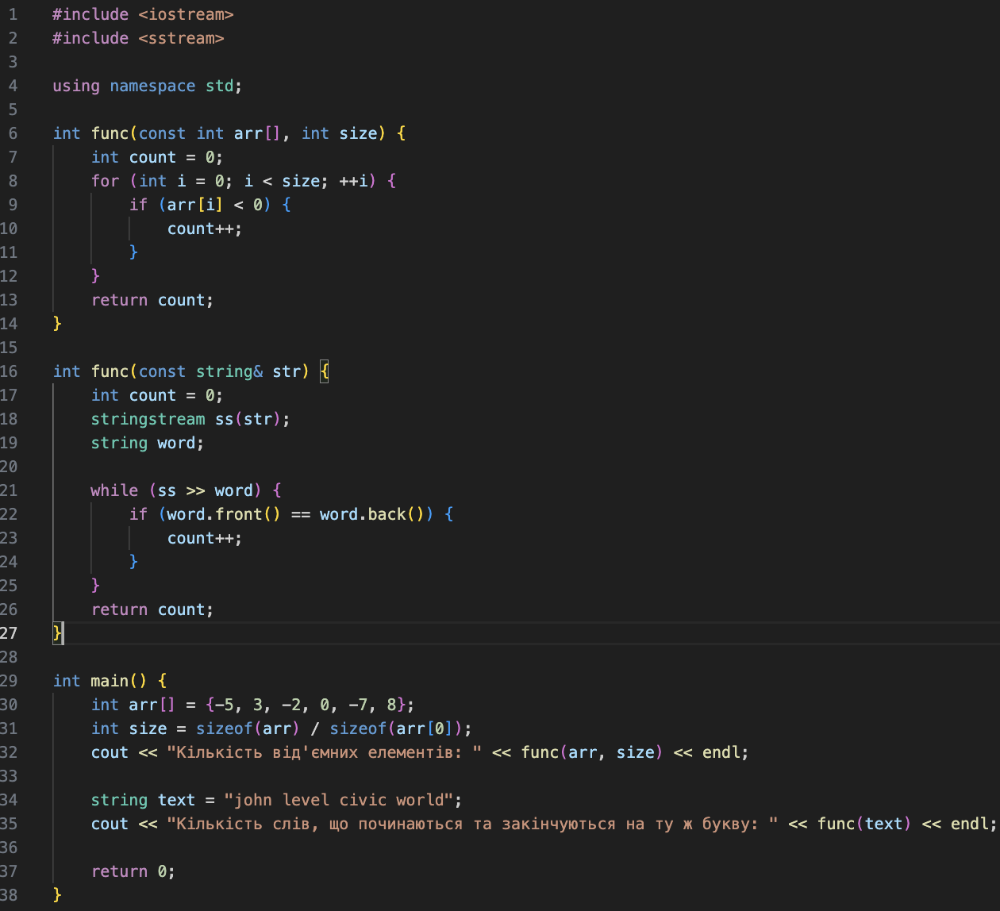 1 #include <iostream>
2 #include <sstream>
3
4 using namespace std;
5
6 int func(const int arr[], int size) {
7     int count = 0;
8     for (int i = 0; i < size; ++i) {
9         if (arr[i] < 0) {
10             count++;
11         }
12     }
13     return count;
14 }
15
16 int func(const string& str) {
17     int count = 0;
18     stringstream ss(str);
19     string word;
20
21     while (ss >> word) {
22         if (word.front() == word.back()) {
23             count++;
24         }
25     }
26     return count;
27 }
28
29 int main() {
30     int arr[] = {-5, 3, -2, 0, -7, 8};
31     int size = sizeof(arr) / sizeof(arr[0]);
32     cout << "Кількість від'ємних елементів: " << func(arr, size) << endl;
33
34     string text = "john level civic world";
35     cout << "Кількість слів, що починаються та закінчуються на ту ж букву: " << func(text) << endl;
36
37     return 0;
38 }